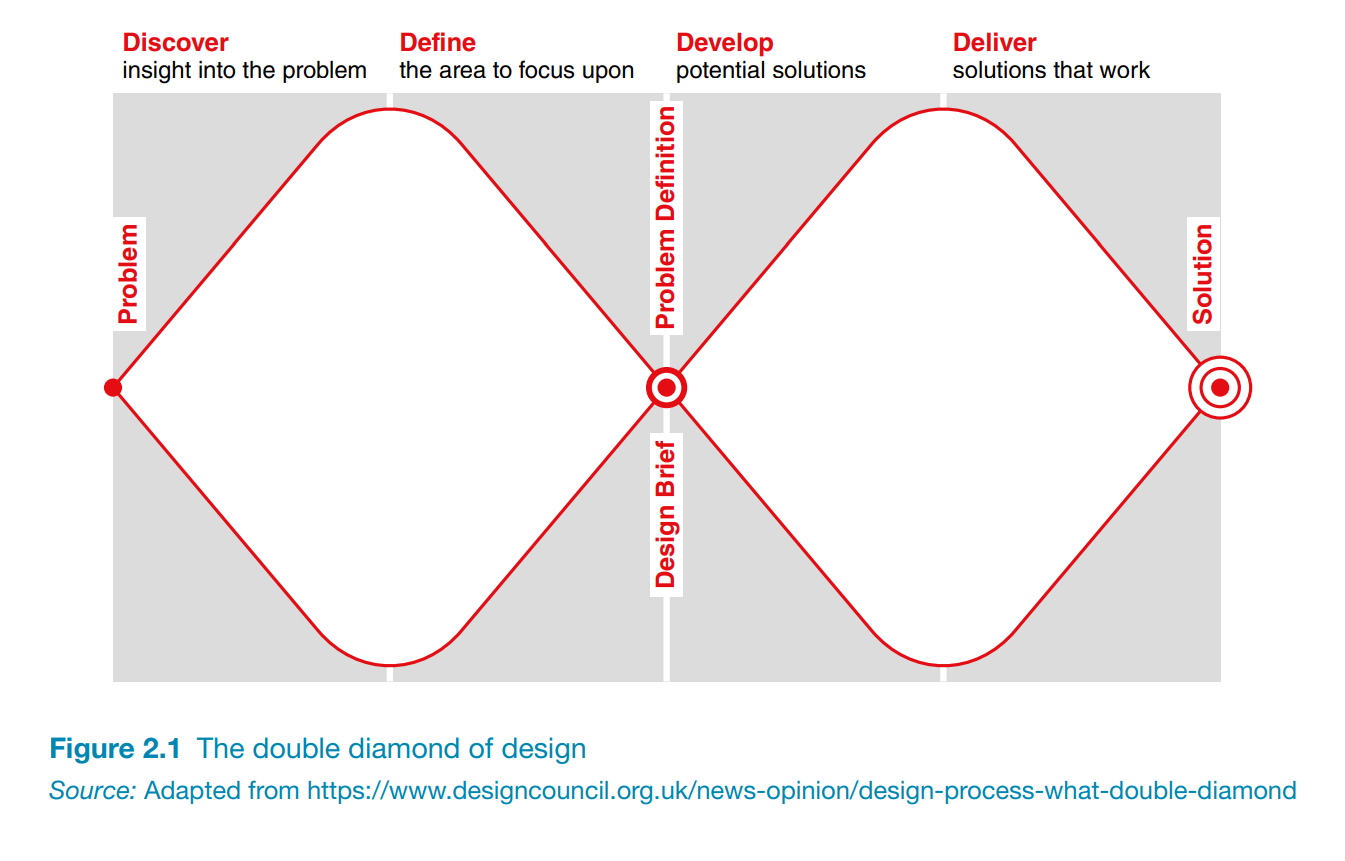 Discover
insight into the problem
Define
the area to focus upon
Develop
potential solutions
Deliver
solutions that work
Problem
Problem Definition
Design Brief
Solution
Figure 2.1 The double diamond of design
Source: Adapted from https://www.designcouncil.org.uk/news-opinion/design-process-what-double-diamond